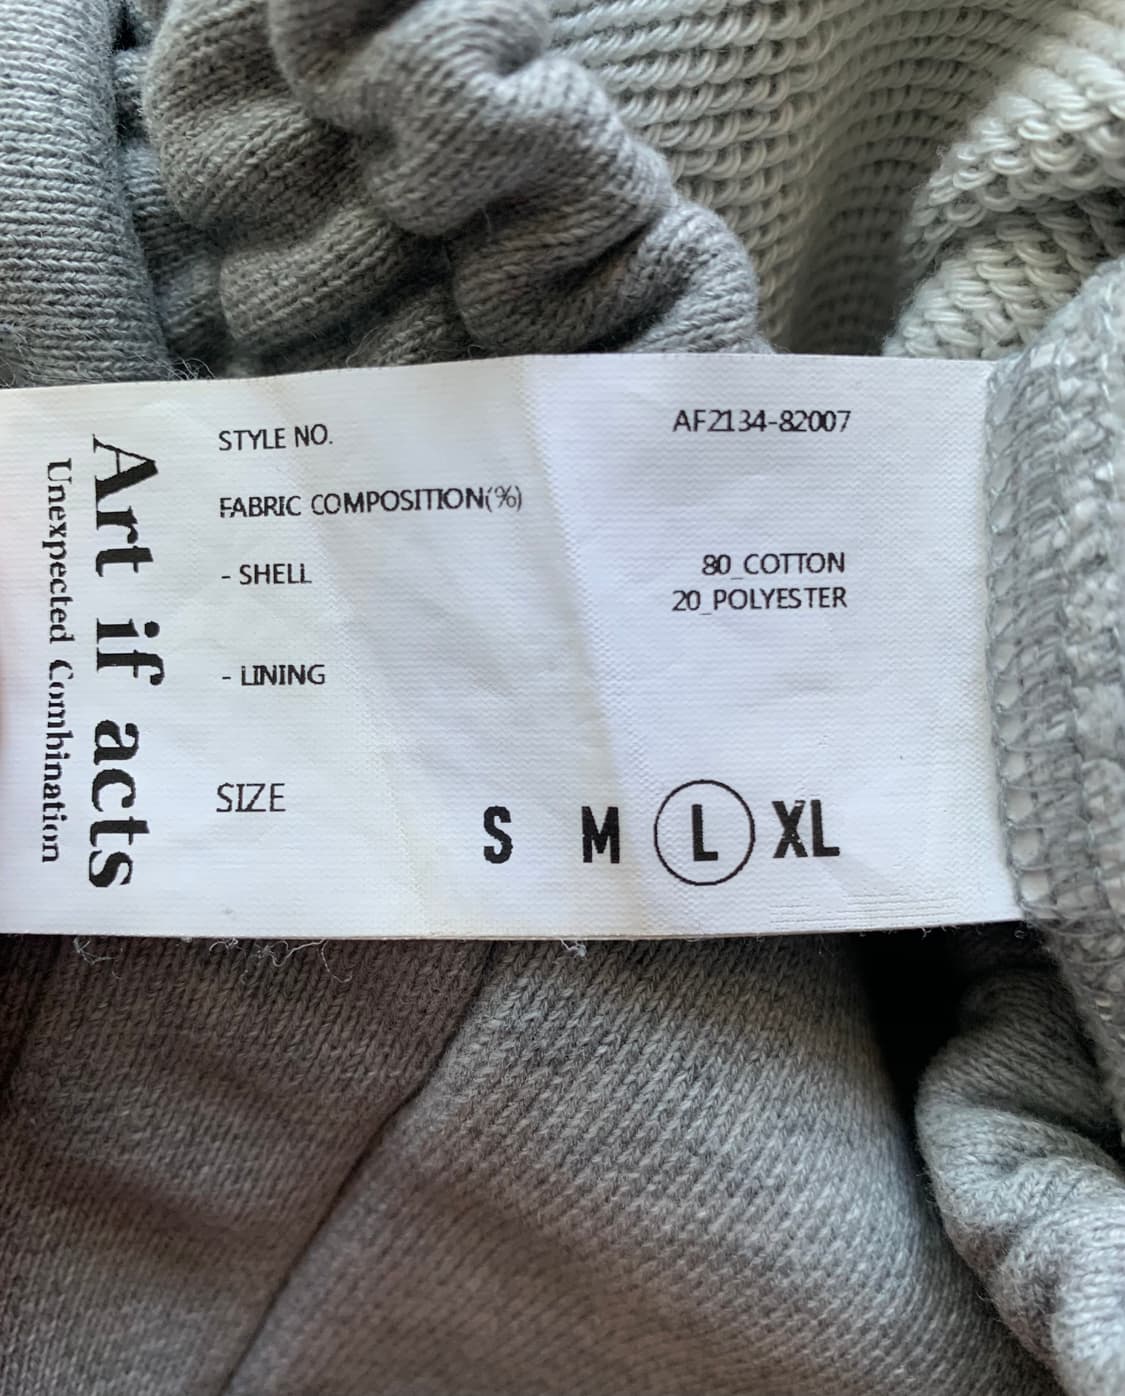 Art if acts
Unexpected Combination
STYLE NO. AF2134-82007
FABRIC COMPOSITION(%)
- SHELL 80_COTTON
20_POLYESTER
- LINING
SIZE S M L XL